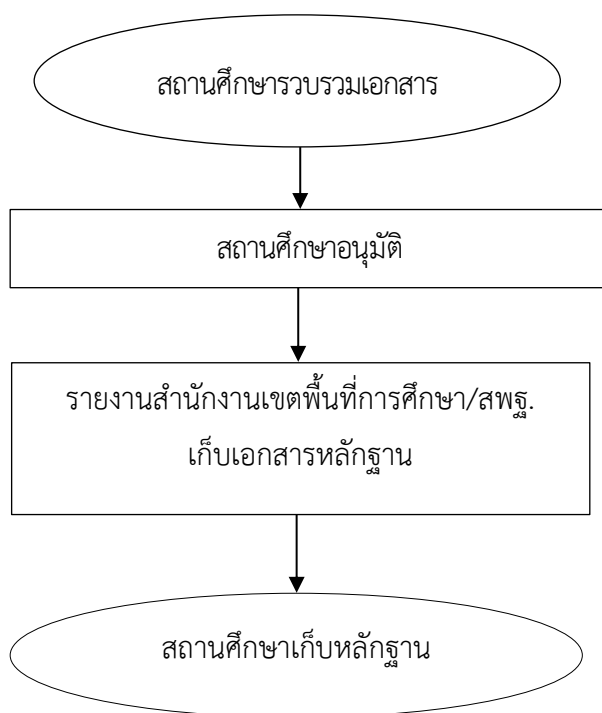 สถานศึกษารวบรวมเอกสาร
สถานศึกษาอนุมัติ
รายงานสำนักงานเขตพื้นที่การศึกษา/สพฐ.
เก็บเอกสารหลักฐาน
สถานศึกษาเก็บหลักฐาน